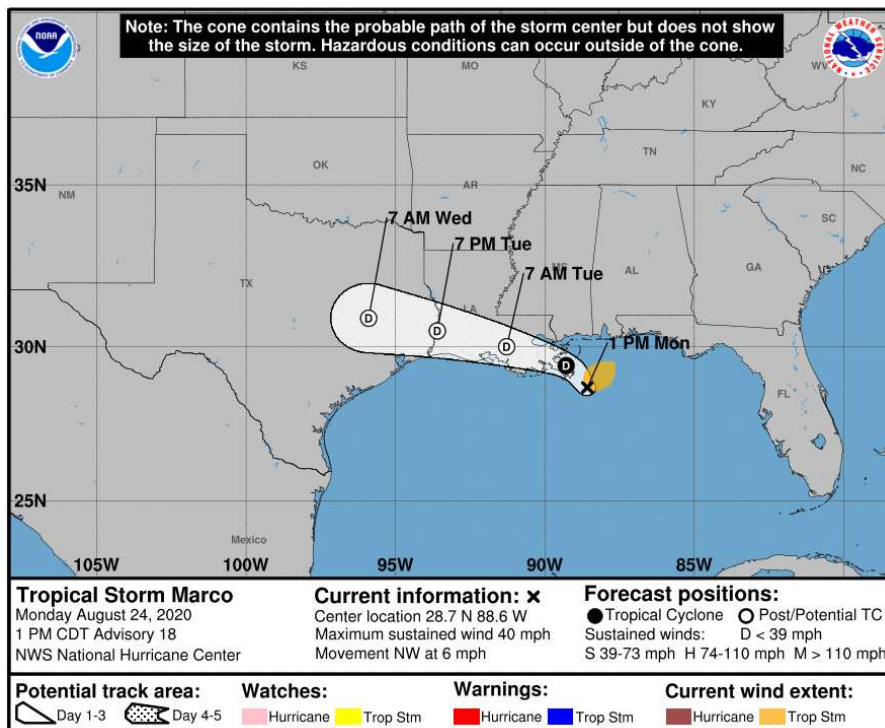 Note: The cone contains the probable path of the storm center but does not show
the size of the storm. Hazardous conditions can occur outside of the cone.
NOAA
NATIONAL WEATHER SERVICE
KS
MO
WV
KY
OK
TN
NC
35N
NM
AR
SC
7 AM Wed
7 PM Tue
MS
AL
GA
TX
7 AM Tue
LA
30N
1 PM Mon
D
D
D
D
FL
25N
Mexico
105W
100W
95W
90W
85W
Tropical Storm Marco
Monday August 24, 2020
1 PM CDT Advisory 18
NWS National Hurricane Center
Current information: ×
Center location 28.7 N 88.6 W
Maximum sustained wind 40 mph
Movement NW at 6 mph
Forecast positions:
Tropical Cyclone Post/Potential TC
Sustained winds: D < 39 mph
S 39-73 mph H 74-110 mph M > 110 mph
Potential track area:
Day 1-3 Day 4-5
Watches:
Hurricane Trop Stm
Warnings:
Hurricane Trop Stm
Current wind extent:
Hurricane Trop Stm